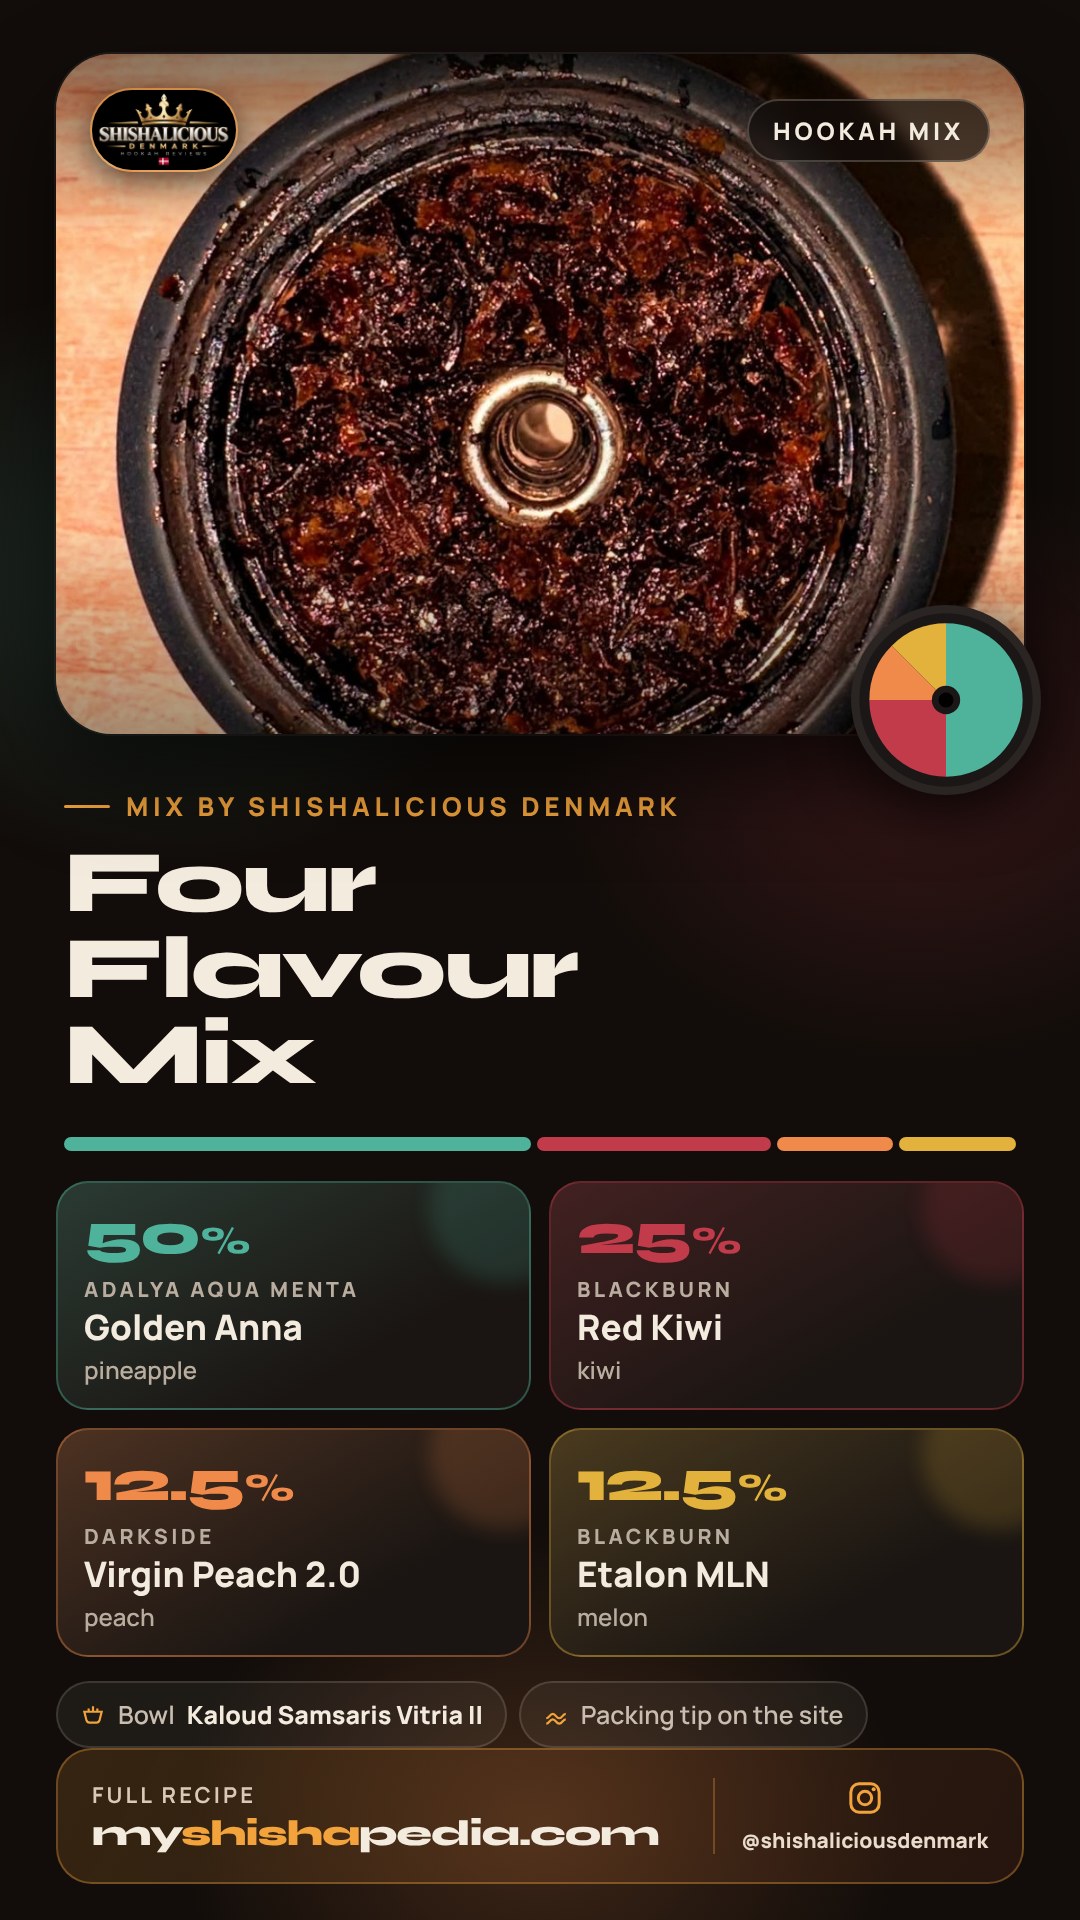 SHISHALICIOUS
DENMARK
HOOKAH REVIEWS
HOOKAH MIX
MIX BY SHISHALICIOUS DENMARK
Four
Flavour
Mix
50%
ADALYA AQUA MENTA
Golden Anna
pineapple
25%
BLACKBURN
Red Kiwi
kiwi
12.5%
DARKSIDE
Virgin Peach 2.0
peach
12.5%
BLACKBURN
Etalon MLN
melon
Bowl Kaloud Samsaris Vitria II
Packing tip on the site
FULL RECIPE
myshishapedia.com
@shishaliciousdenmark